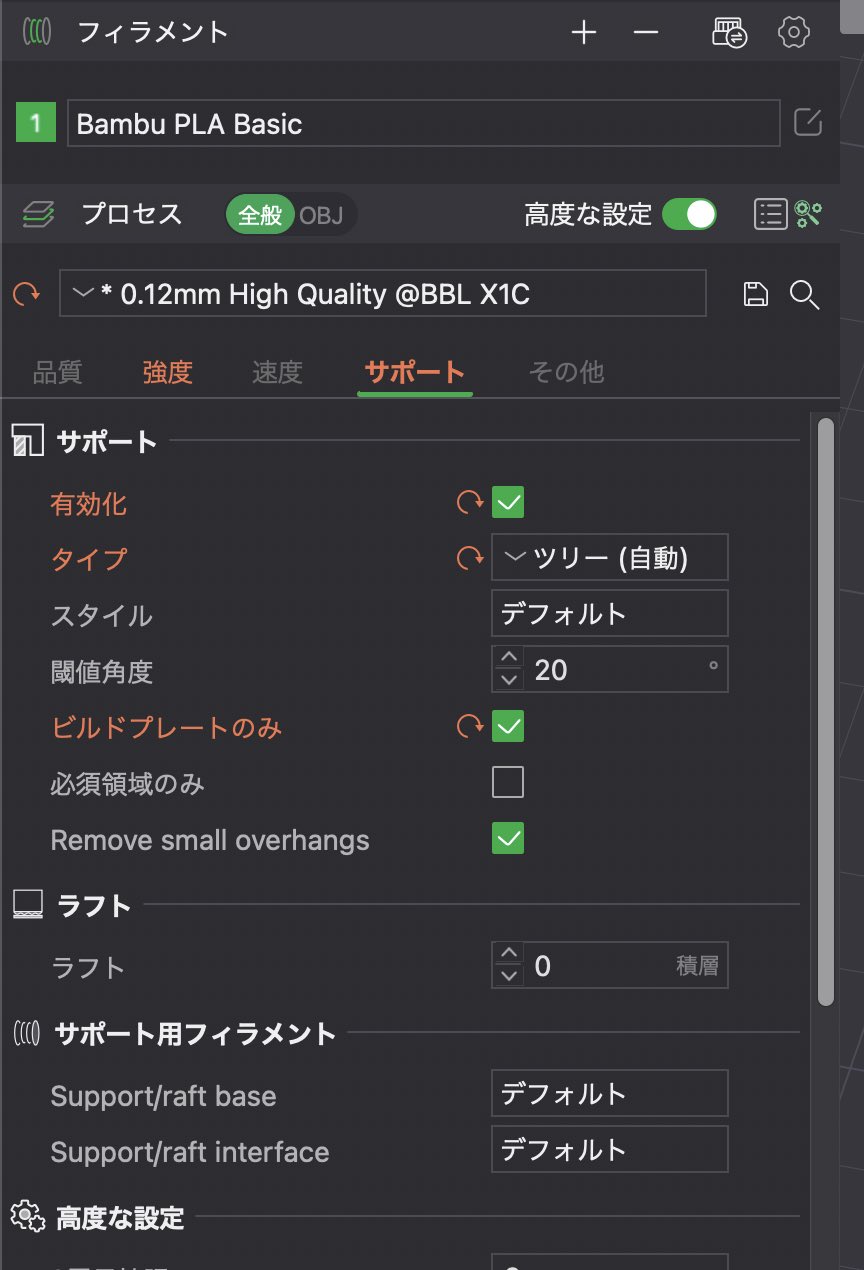 フィラメント
1 Bambu PLA Basic
プロセス 全般 OBJ 高度な設定
* 0.12mm High Quality @BBL X1C
品質 強度 速度 サポート その他
サポート
有効化
タイプ ツリー (自動)
スタイル デフォルト
閾値角度 20 °
ビルドプレートのみ
必須領域のみ
Remove small overhangs
ラフト
ラフト 0 積層
サポート用フィラメント
Support/raft base デフォルト
Support/raft interface デフォルト
高度な設定